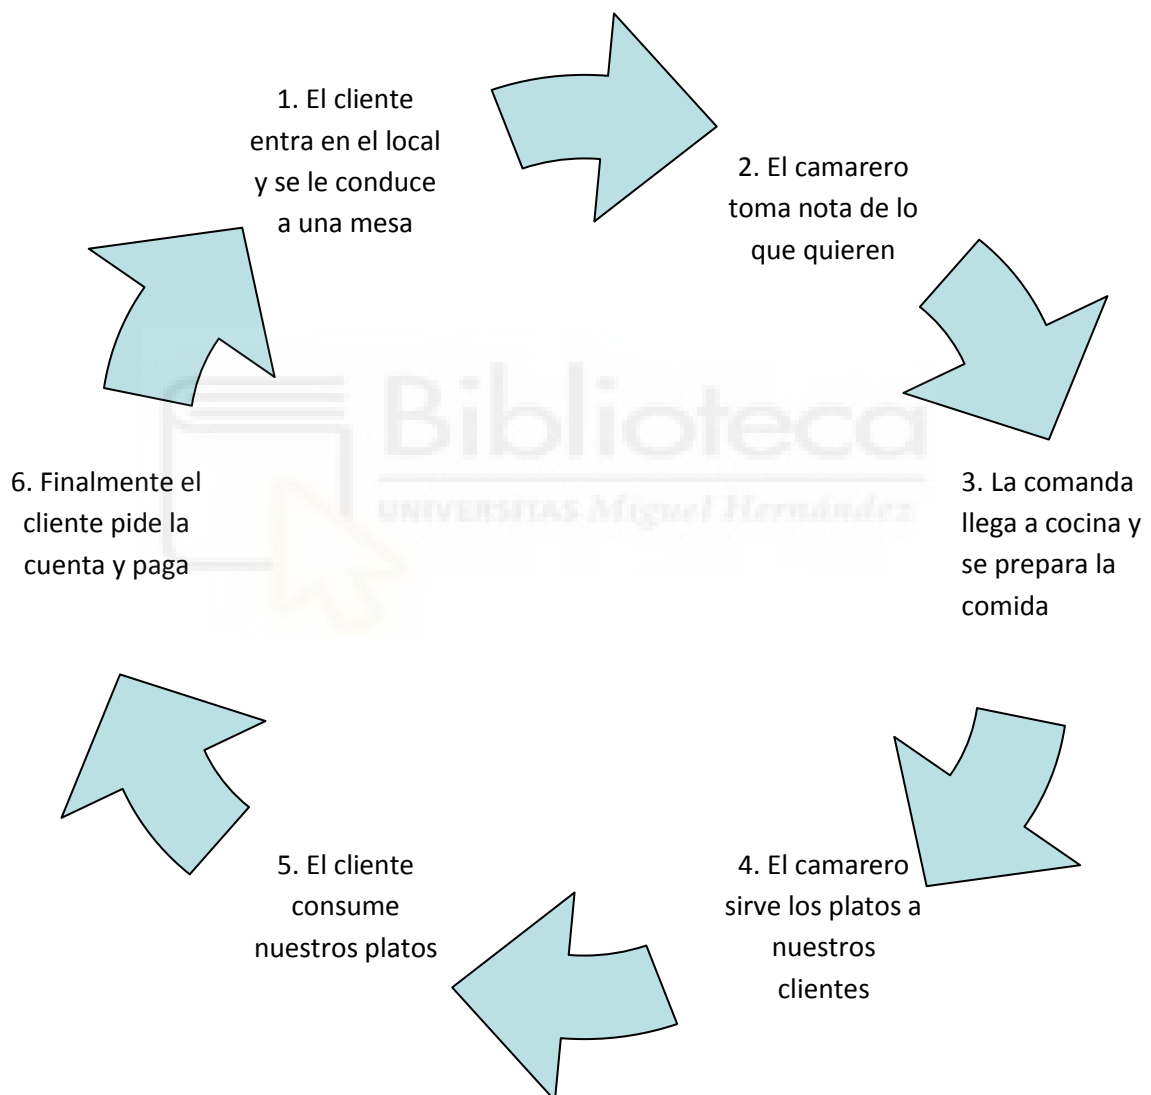 1. El cliente
entra en el local
y se le conduce
a una mesa
2. El camarero
toma nota de lo
que quieren
3. La comanda
llega a cocina y
se prepara la
comida
4. El camarero
sirve los platos a
nuestros
clientes
5. El cliente
consume
nuestros platos
6. Finalmente el
cliente pide la
cuenta y paga
Biblioteca
UNIVERSITAS Miguel Hernández